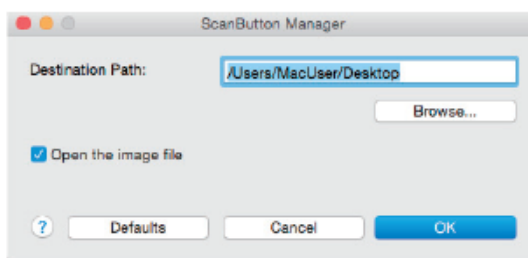 ScanButton Manager
Destination Path: /Users/MacUser/Desktop
Browse...
Open the image file
? Defaults Cancel OK